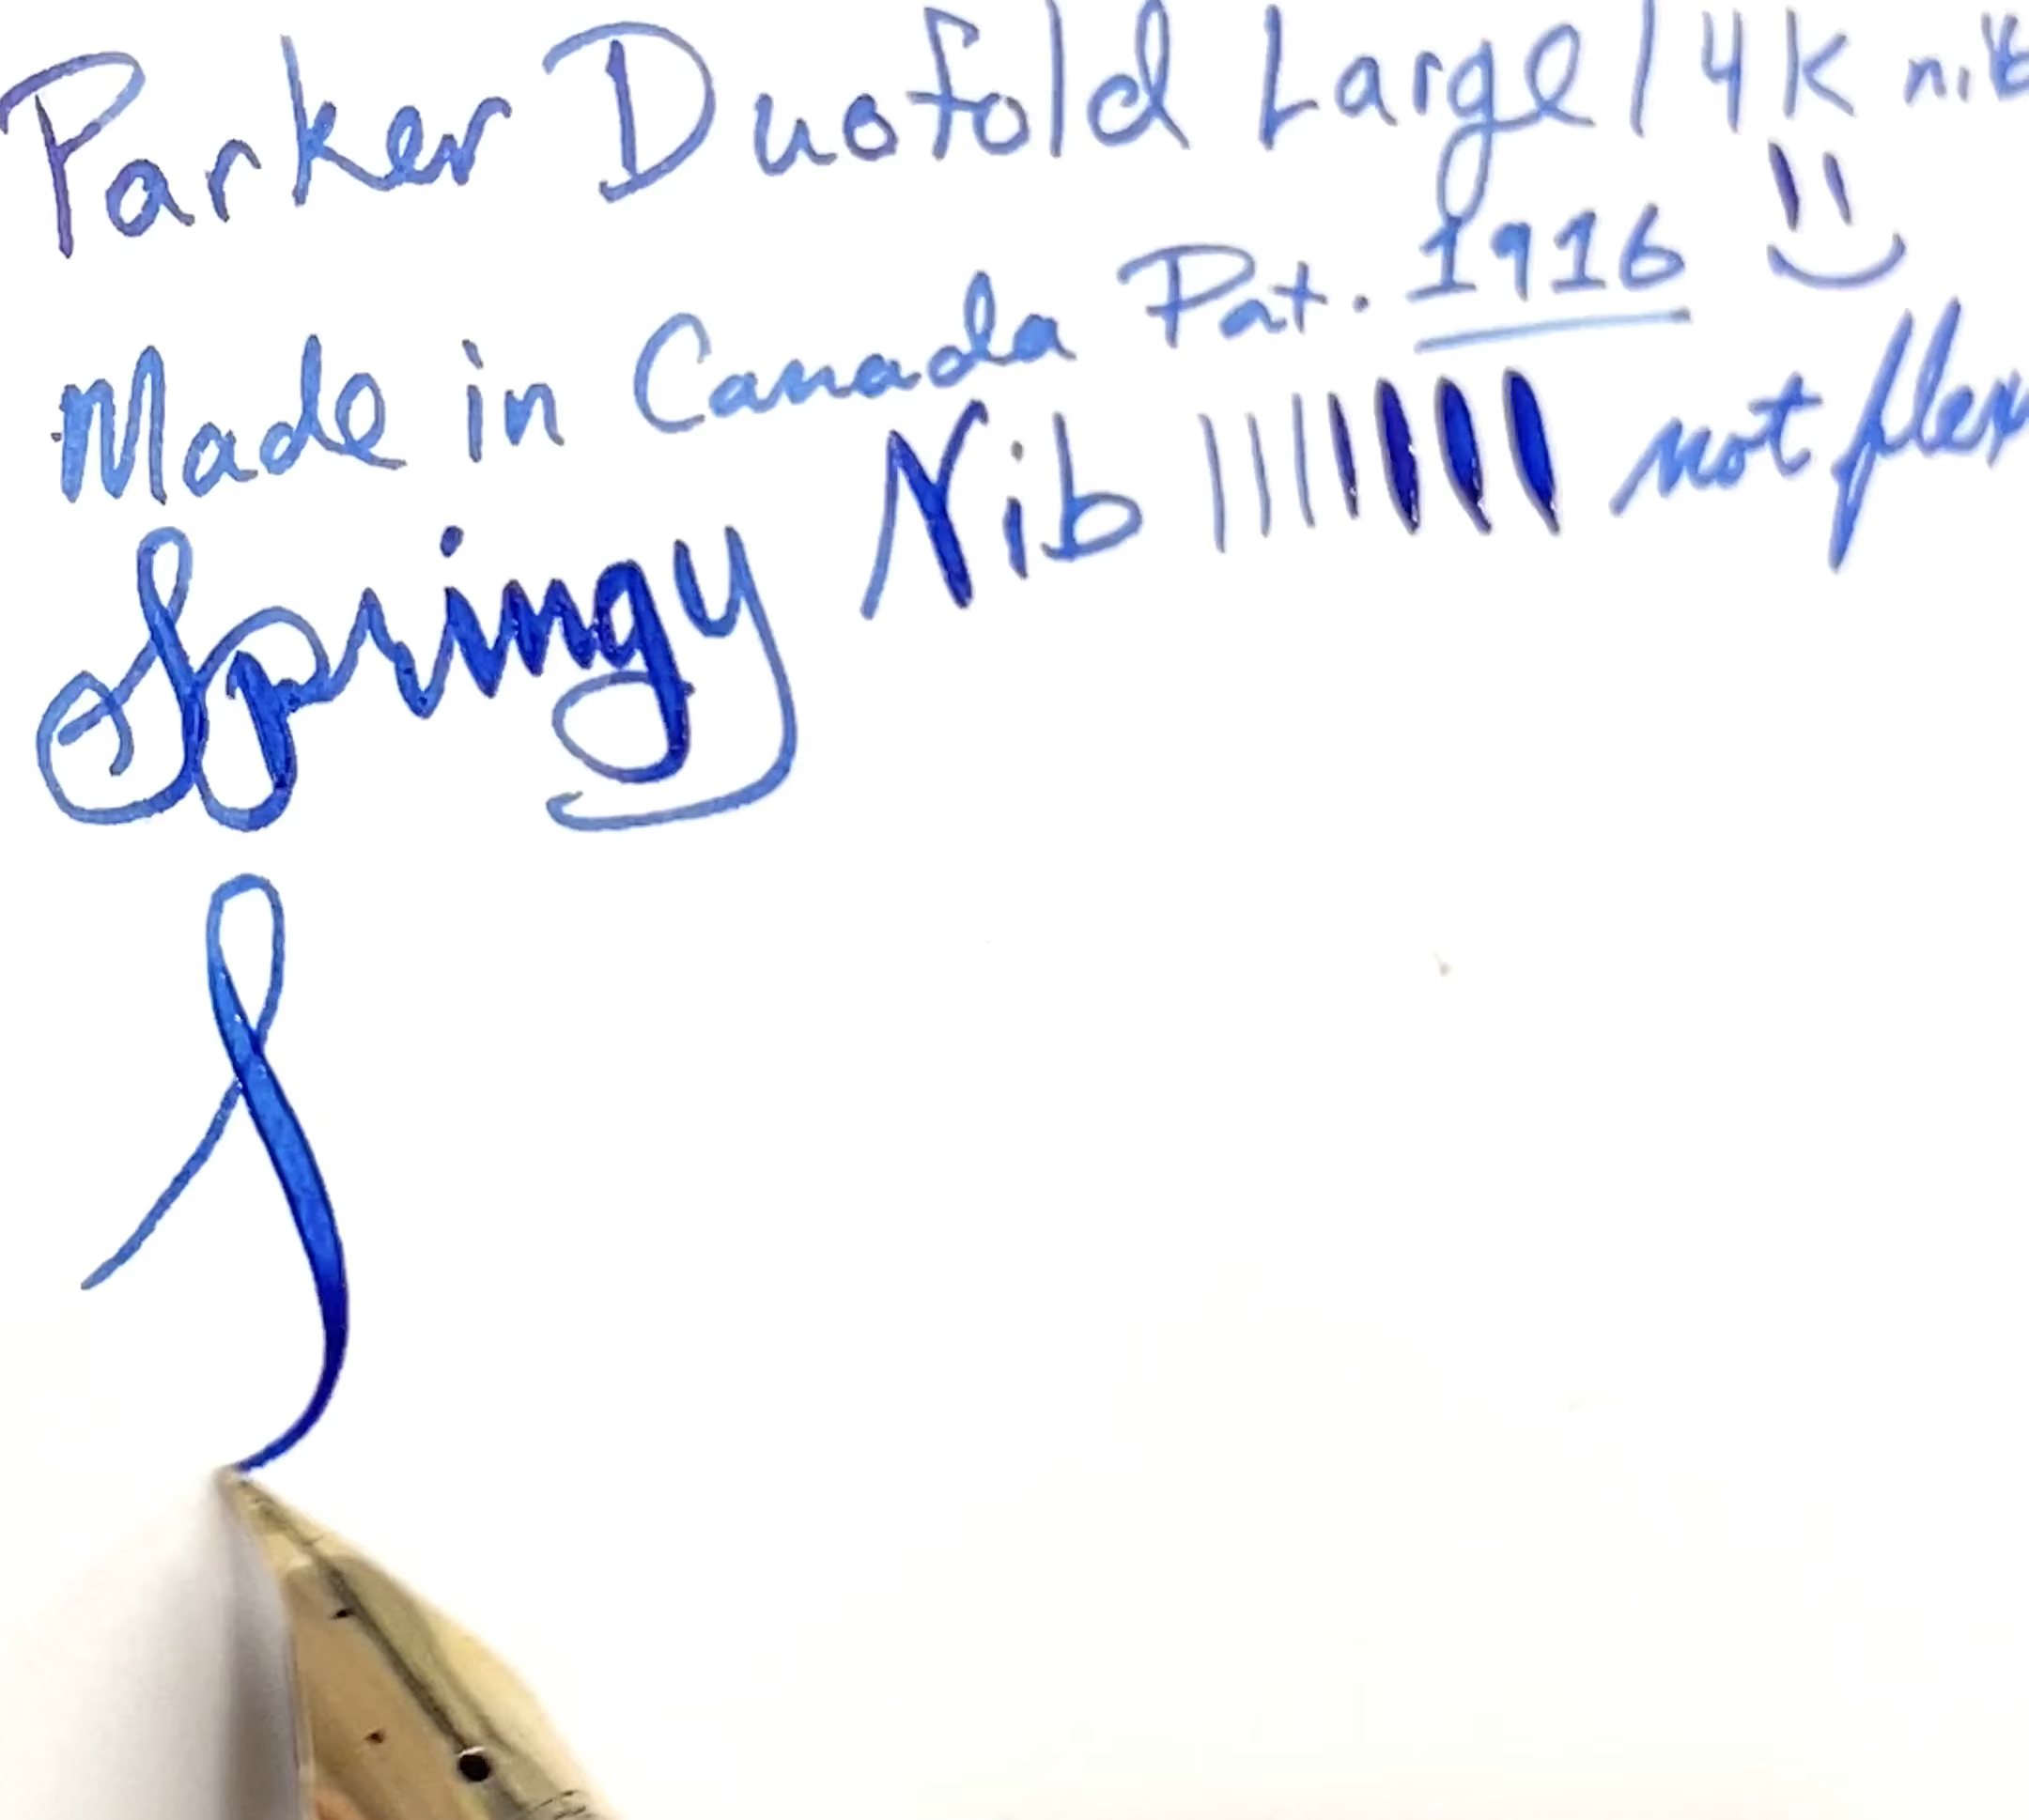 Parker Duofold Large 14K nib
Made in Canada Pat. 1916
Springy Nib not flex